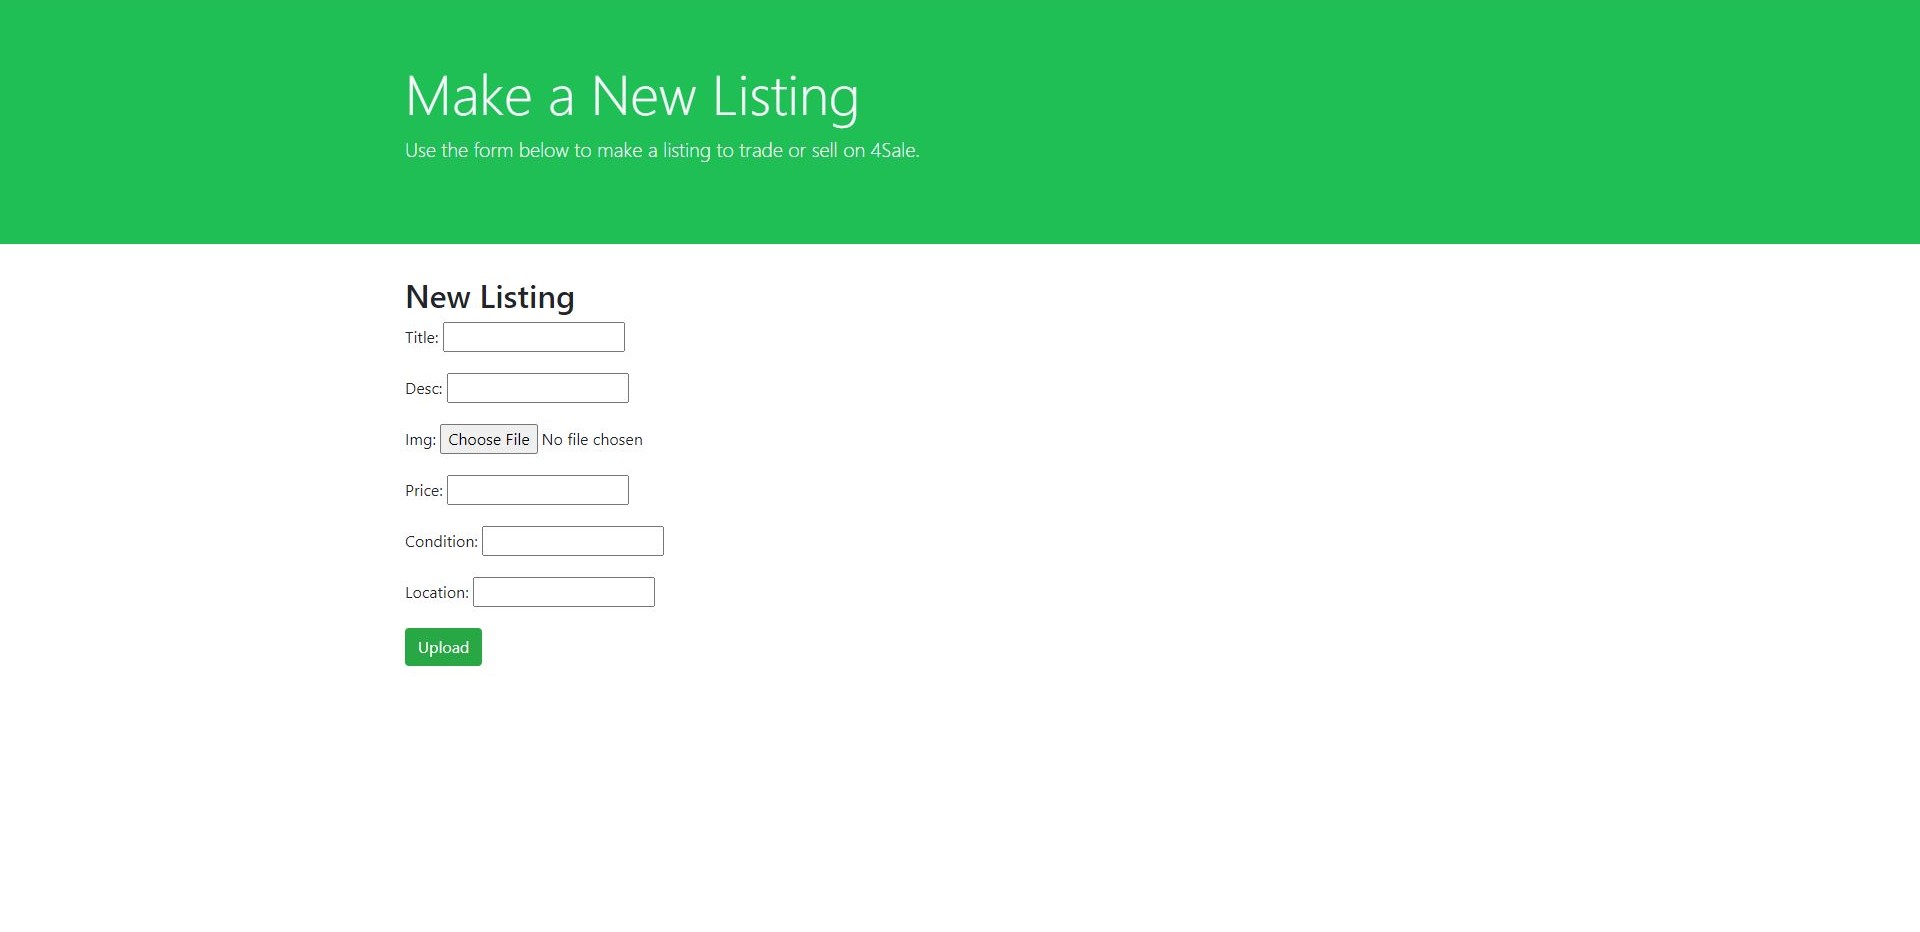 Make a New Listing
Use the form below to make a listing to trade or sell on 4Sale.
New Listing
Title:
Desc:
Img: Choose File No file chosen
Price:
Condition:
Location:
Upload